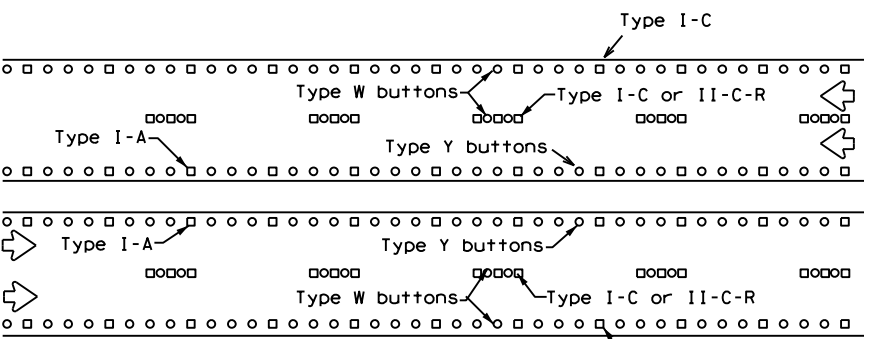 Type I-C
Type W buttons
Type I-C or II-C-R
Type I-A
Type Y buttons
Type I-A
Type Y buttons
Type W buttons
Type I-C or II-C-R